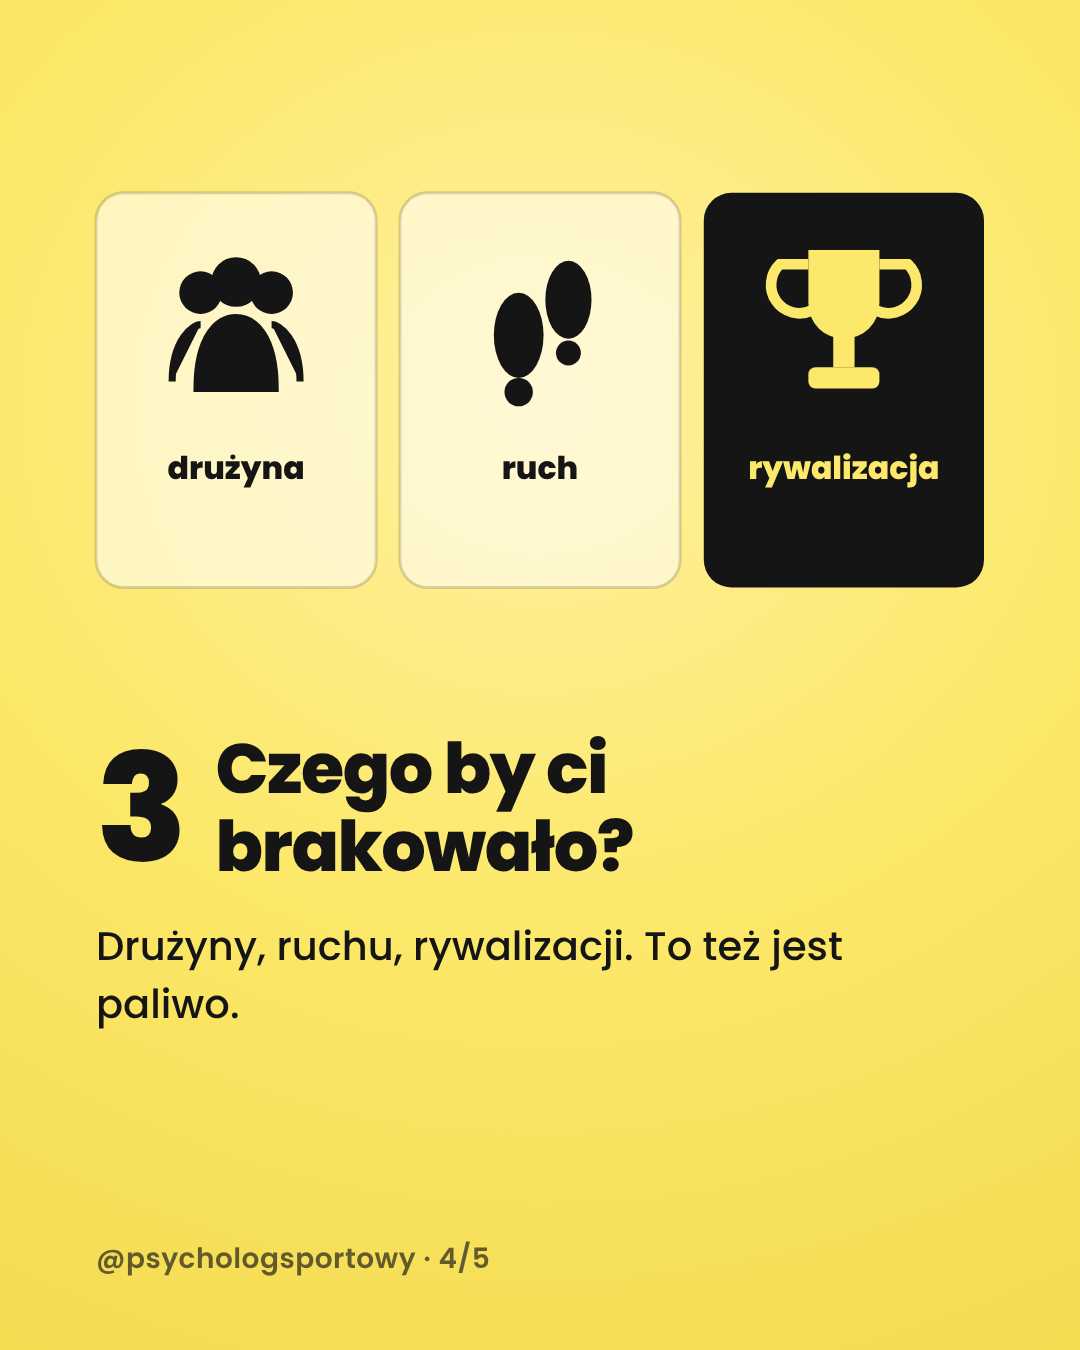 drużyna
ruch
rywalizacja
3
Czego by ci
brakowało?
Drużyny, ruchu, rywalizacji. To też jest
paliwo.
@psychologsportowy · 4/5